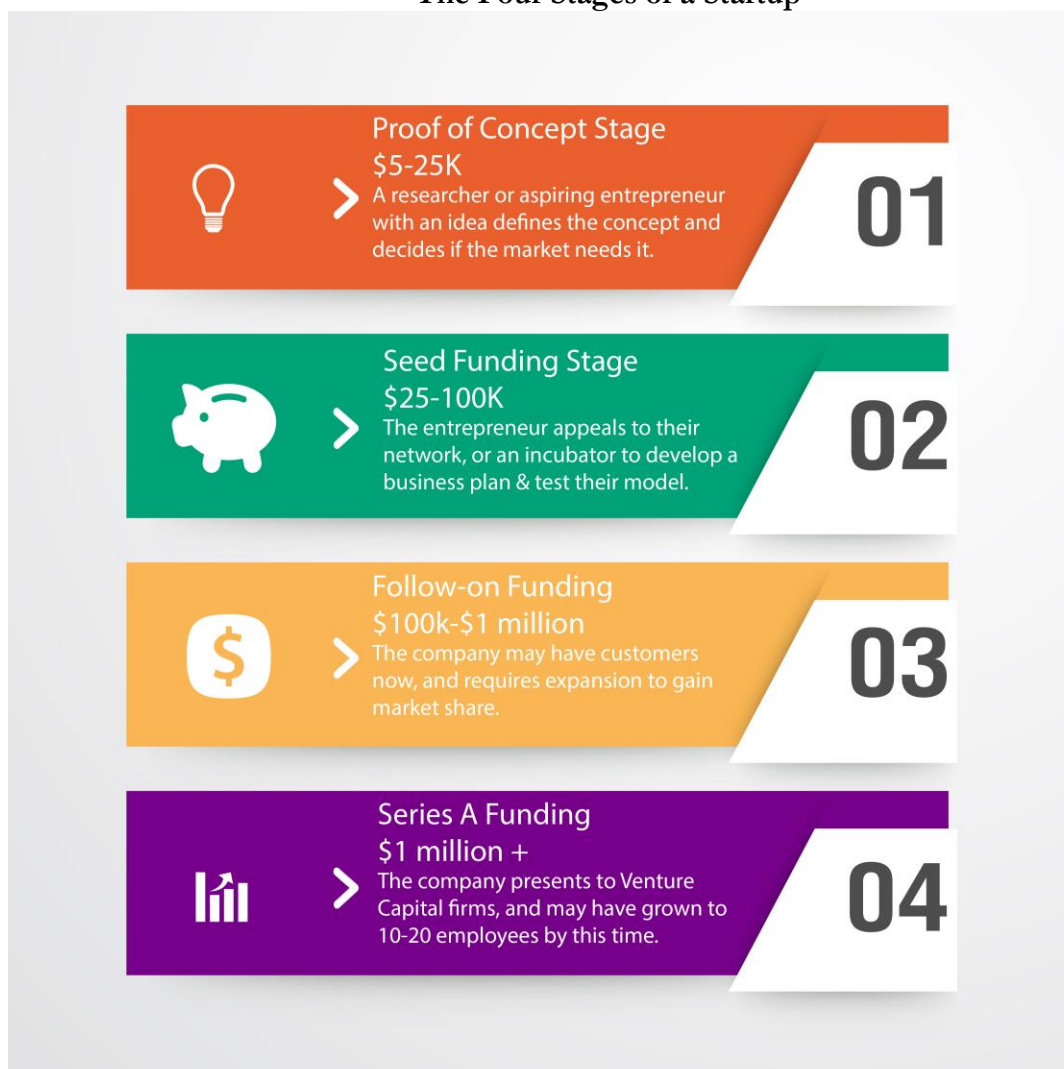 The Four Stages of a Startup
Proof of Concept Stage
$5-25K
A researcher or aspiring entrepreneur
with an idea defines the concept and
decides if the market needs it.
01
Seed Funding Stage
$25-100K
The entrepreneur appeals to their
network, or an incubator to develop a
business plan & test their model.
02
Follow-on Funding
$100k-$1 million
The company may have customers
now, and requires expansion to gain
market share.
03
Series A Funding
$1 million +
The company presents to Venture
Capital firms, and may have grown to
10-20 employees by this time.
04